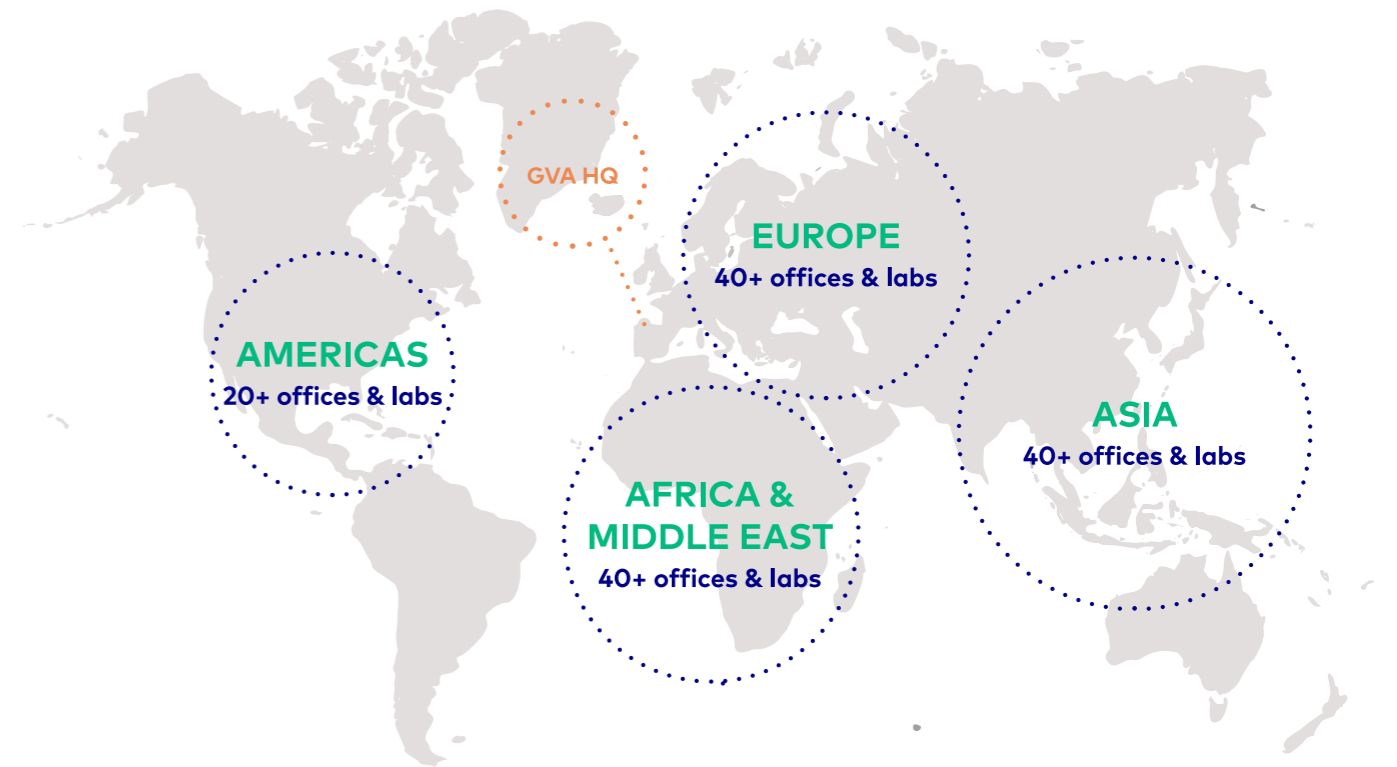 GVA HQ
EUROPE
40+ offices & labs
AMERICAS
20+ offices & labs
ASIA
40+ offices & labs
AFRICA &
MIDDLE EAST
40+ offices & labs